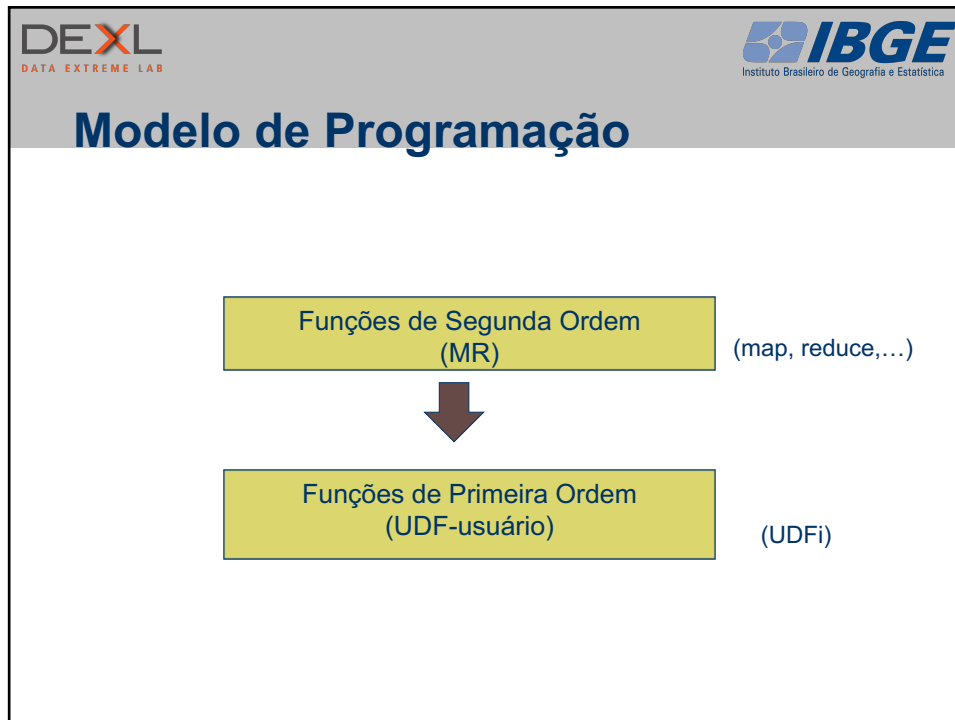 DEXL
DATA EXTREME LAB
IBGE
Instituto Brasileiro de Geografia e Estatística
Modelo de Programação
Funções de Segunda Ordem
(MR)
(map, reduce,…)
Funções de Primeira Ordem
(UDF-usuário)
(UDFi)